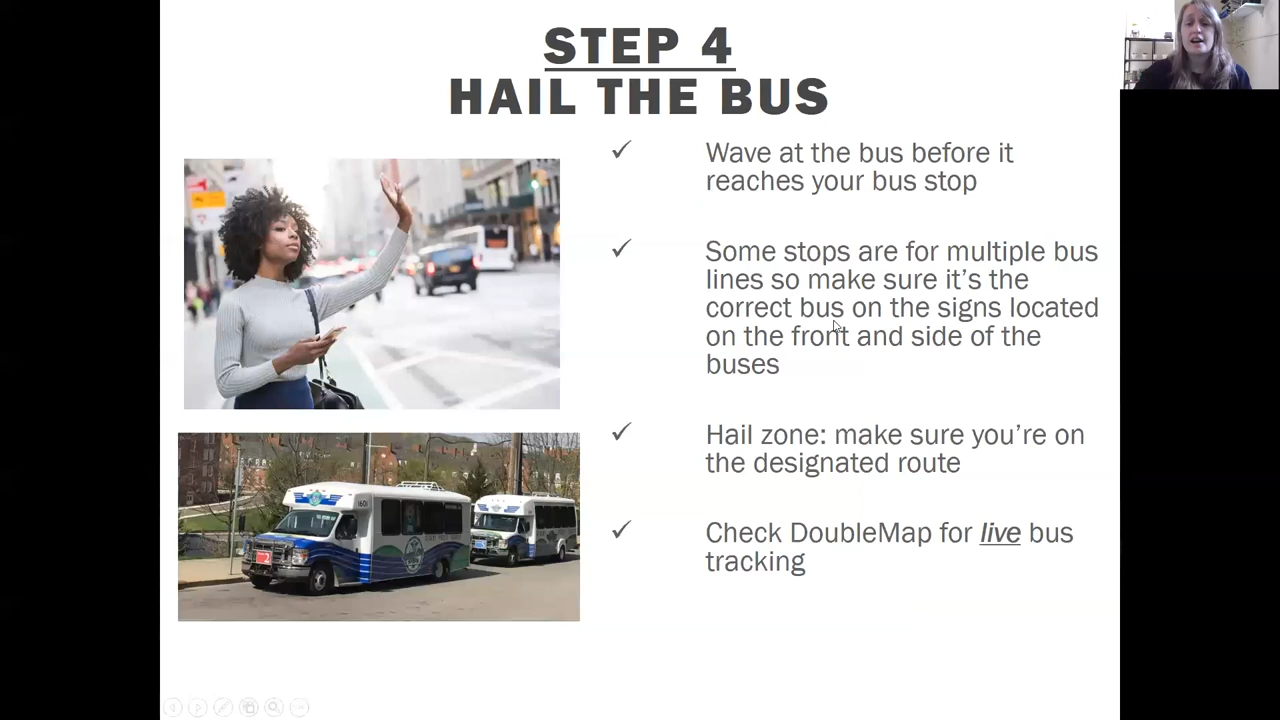 STEP 4
HAIL THE BUS
✓ Wave at the bus before it
reaches your bus stop
✓ Some stops are for multiple bus
lines so make sure it's the
correct bus on the signs located
on the front and side of the
buses
✓ Hail zone: make sure you're on
the designated route
✓ Check DoubleMap for live bus
tracking
1601